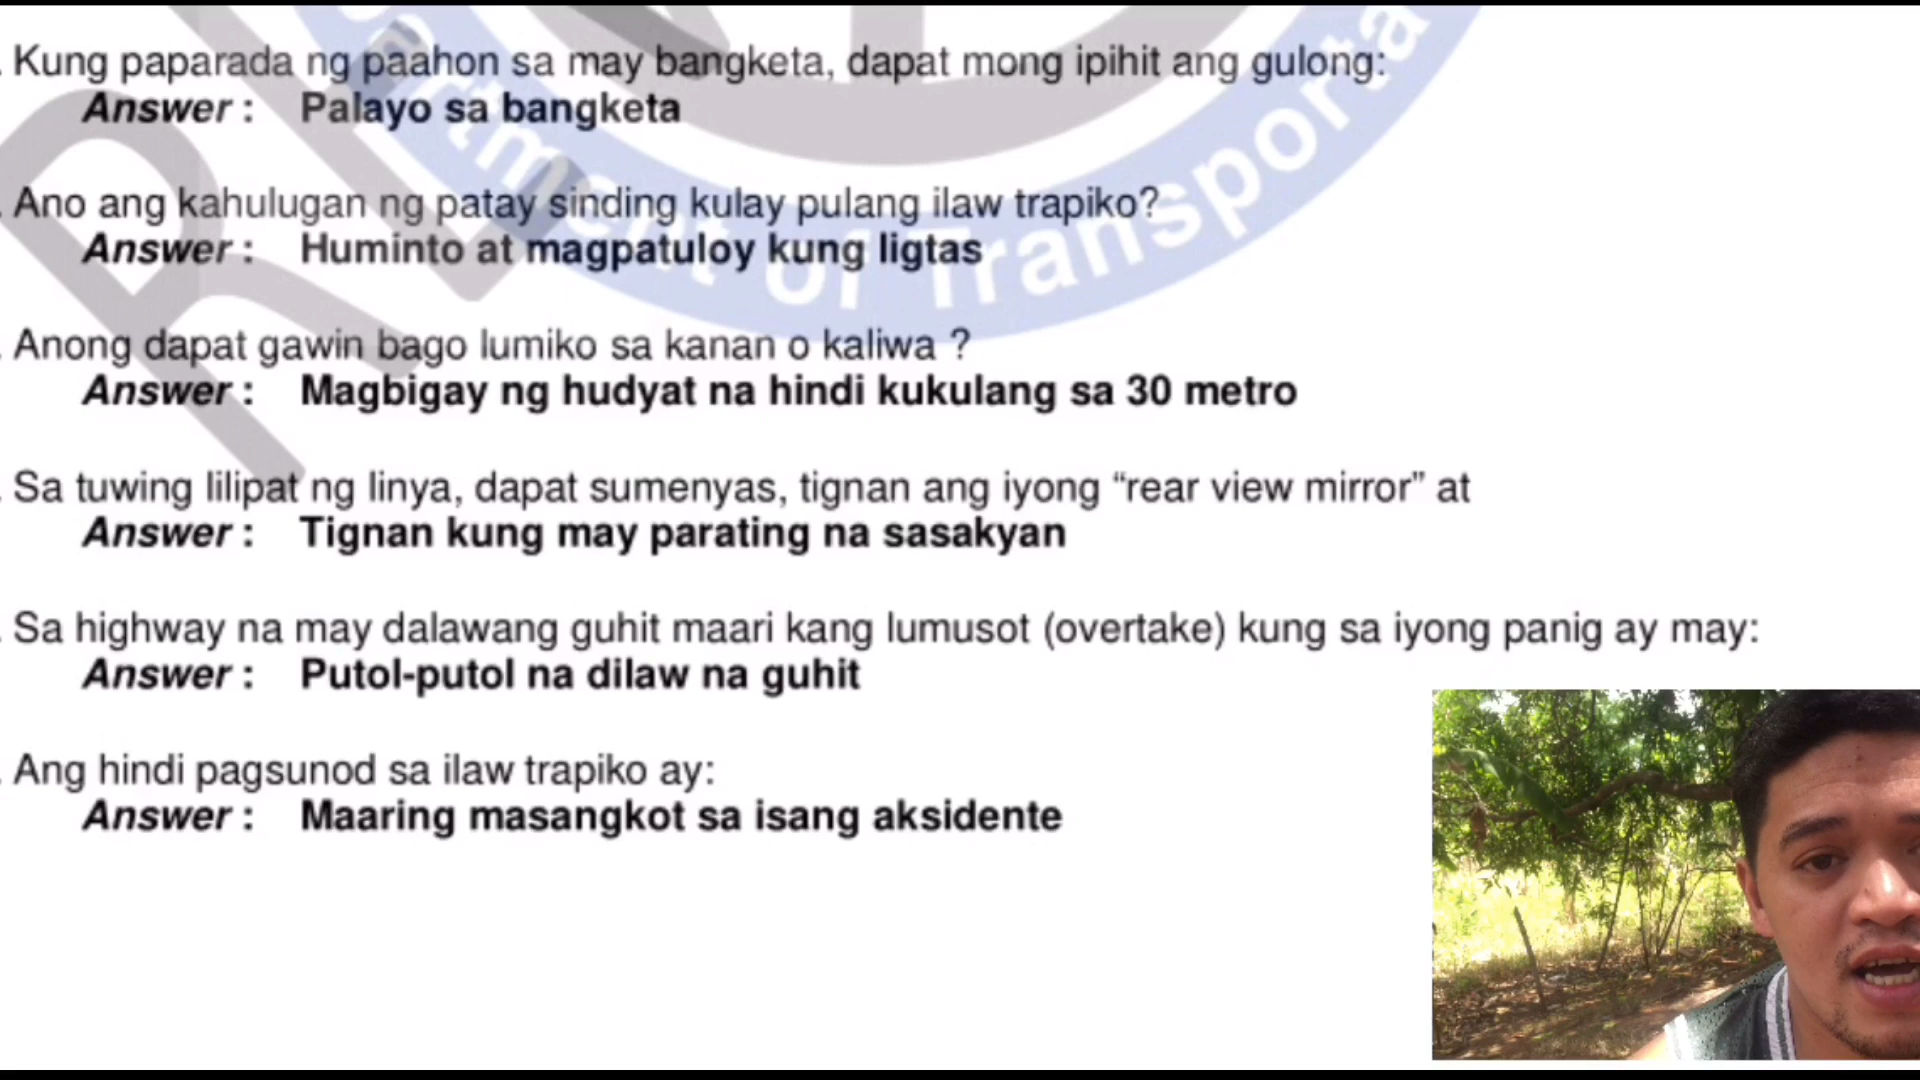 . Kung paparada ng paahon sa may bangketa, dapat mong ipihit ang gulong:
Answer : Palayo sa bangketa
. Ano ang kahulugan ng patay sinding kulay pulang ilaw trapiko?
Answer : Huminto at magpatuloy kung ligtas
. Anong dapat gawin bago lumiko sa kanan o kaliwa ?
Answer : Magbigay ng hudyat na hindi kukulang sa 30 metro
. Sa tuwing lilipat ng linya, dapat sumenyas, tignan ang iyong “rear view mirror” at
Answer : Tignan kung may parating na sasakyan
. Sa highway na may dalawang guhit maari kang lumusot (overtake) kung sa iyong panig ay may:
Answer : Putol-putol na dilaw na guhit
. Ang hindi pagsunod sa ilaw trapiko ay:
Answer : Maaring masangkot sa isang aksidente
of Transporta